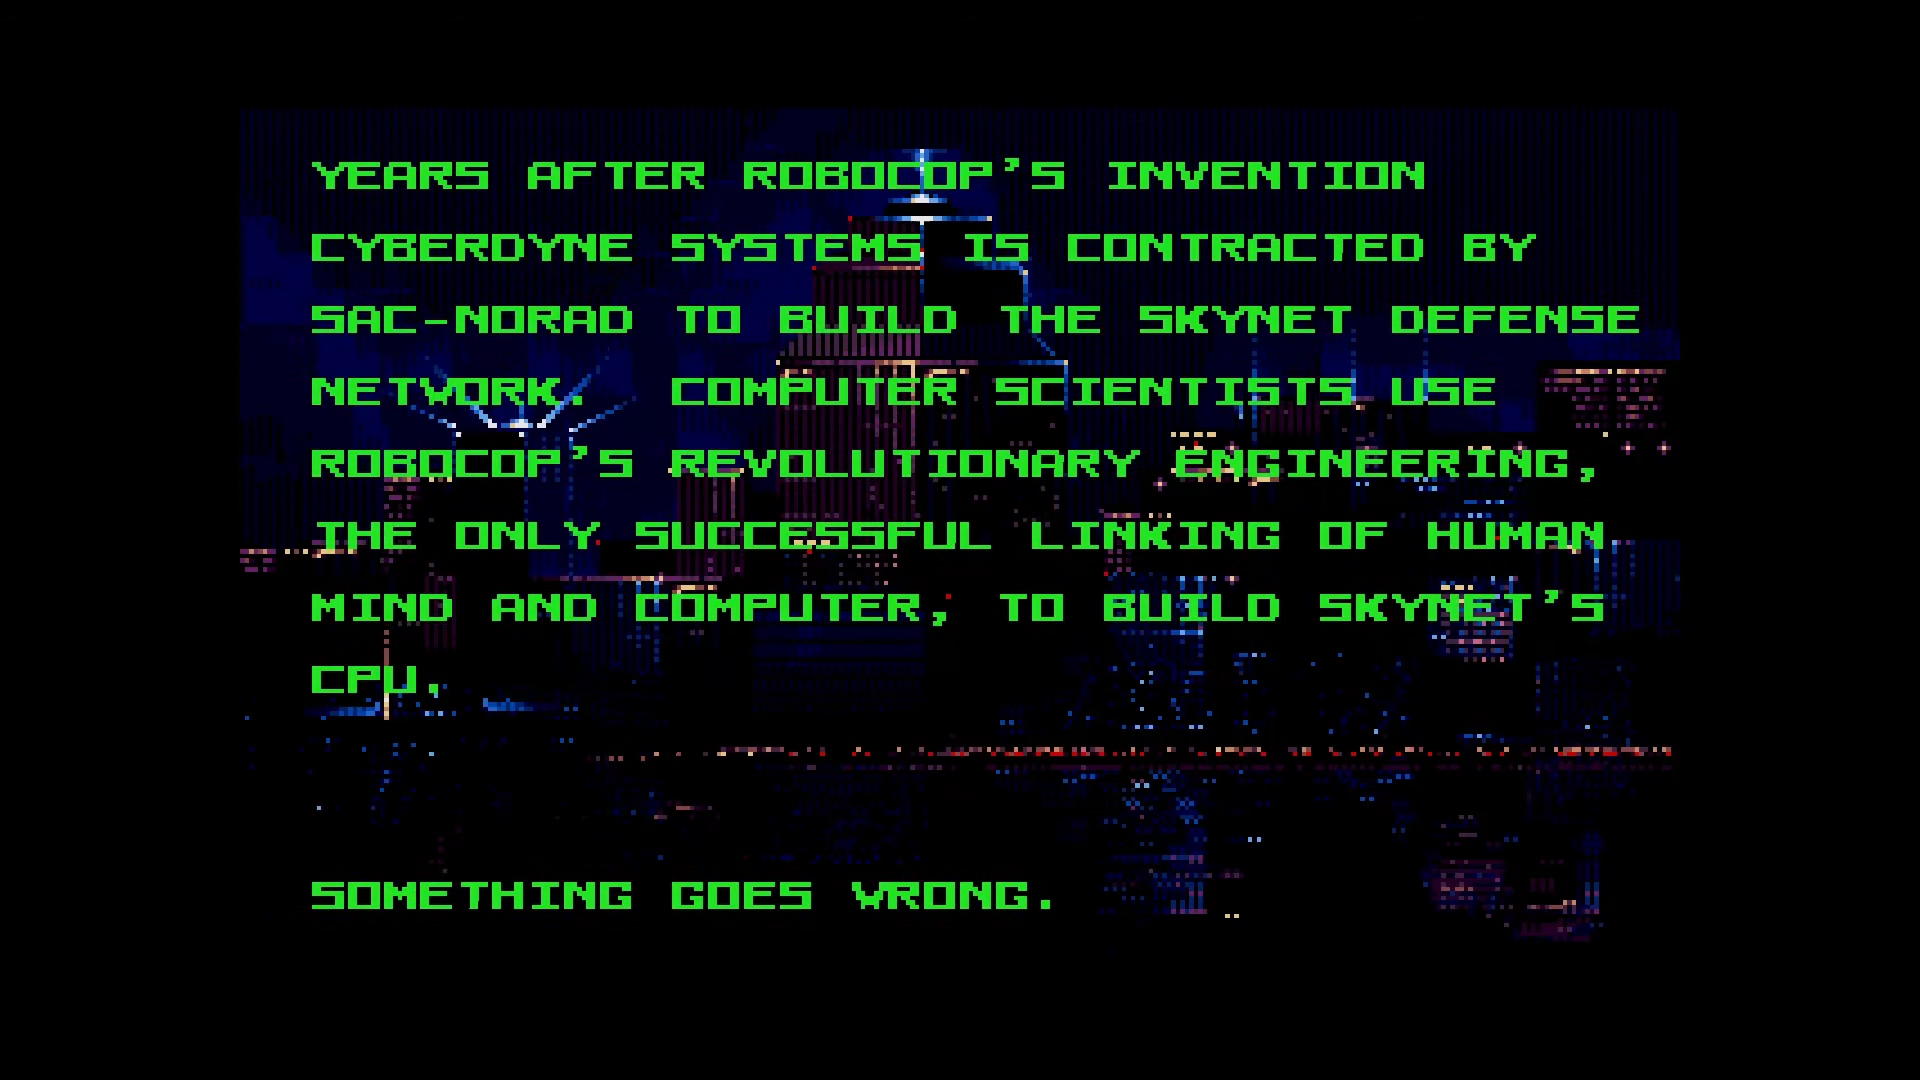 YEARS AFTER ROBOCOP'S INVENTION
CYBERDYNE SYSTEMS IS CONTRACTED BY
SAC-NORAD TO BUILD THE SKYNET DEFENSE
NETWORK.  COMPUTER SCIENTISTS USE
ROBOCOP'S REVOLUTIONARY ENGINEERING,
THE ONLY SUCCESSFUL LINKING OF HUMAN
MIND AND COMPUTER, TO BUILD SKYNET'S
CPU.
SOMETHING GOES WRONG.